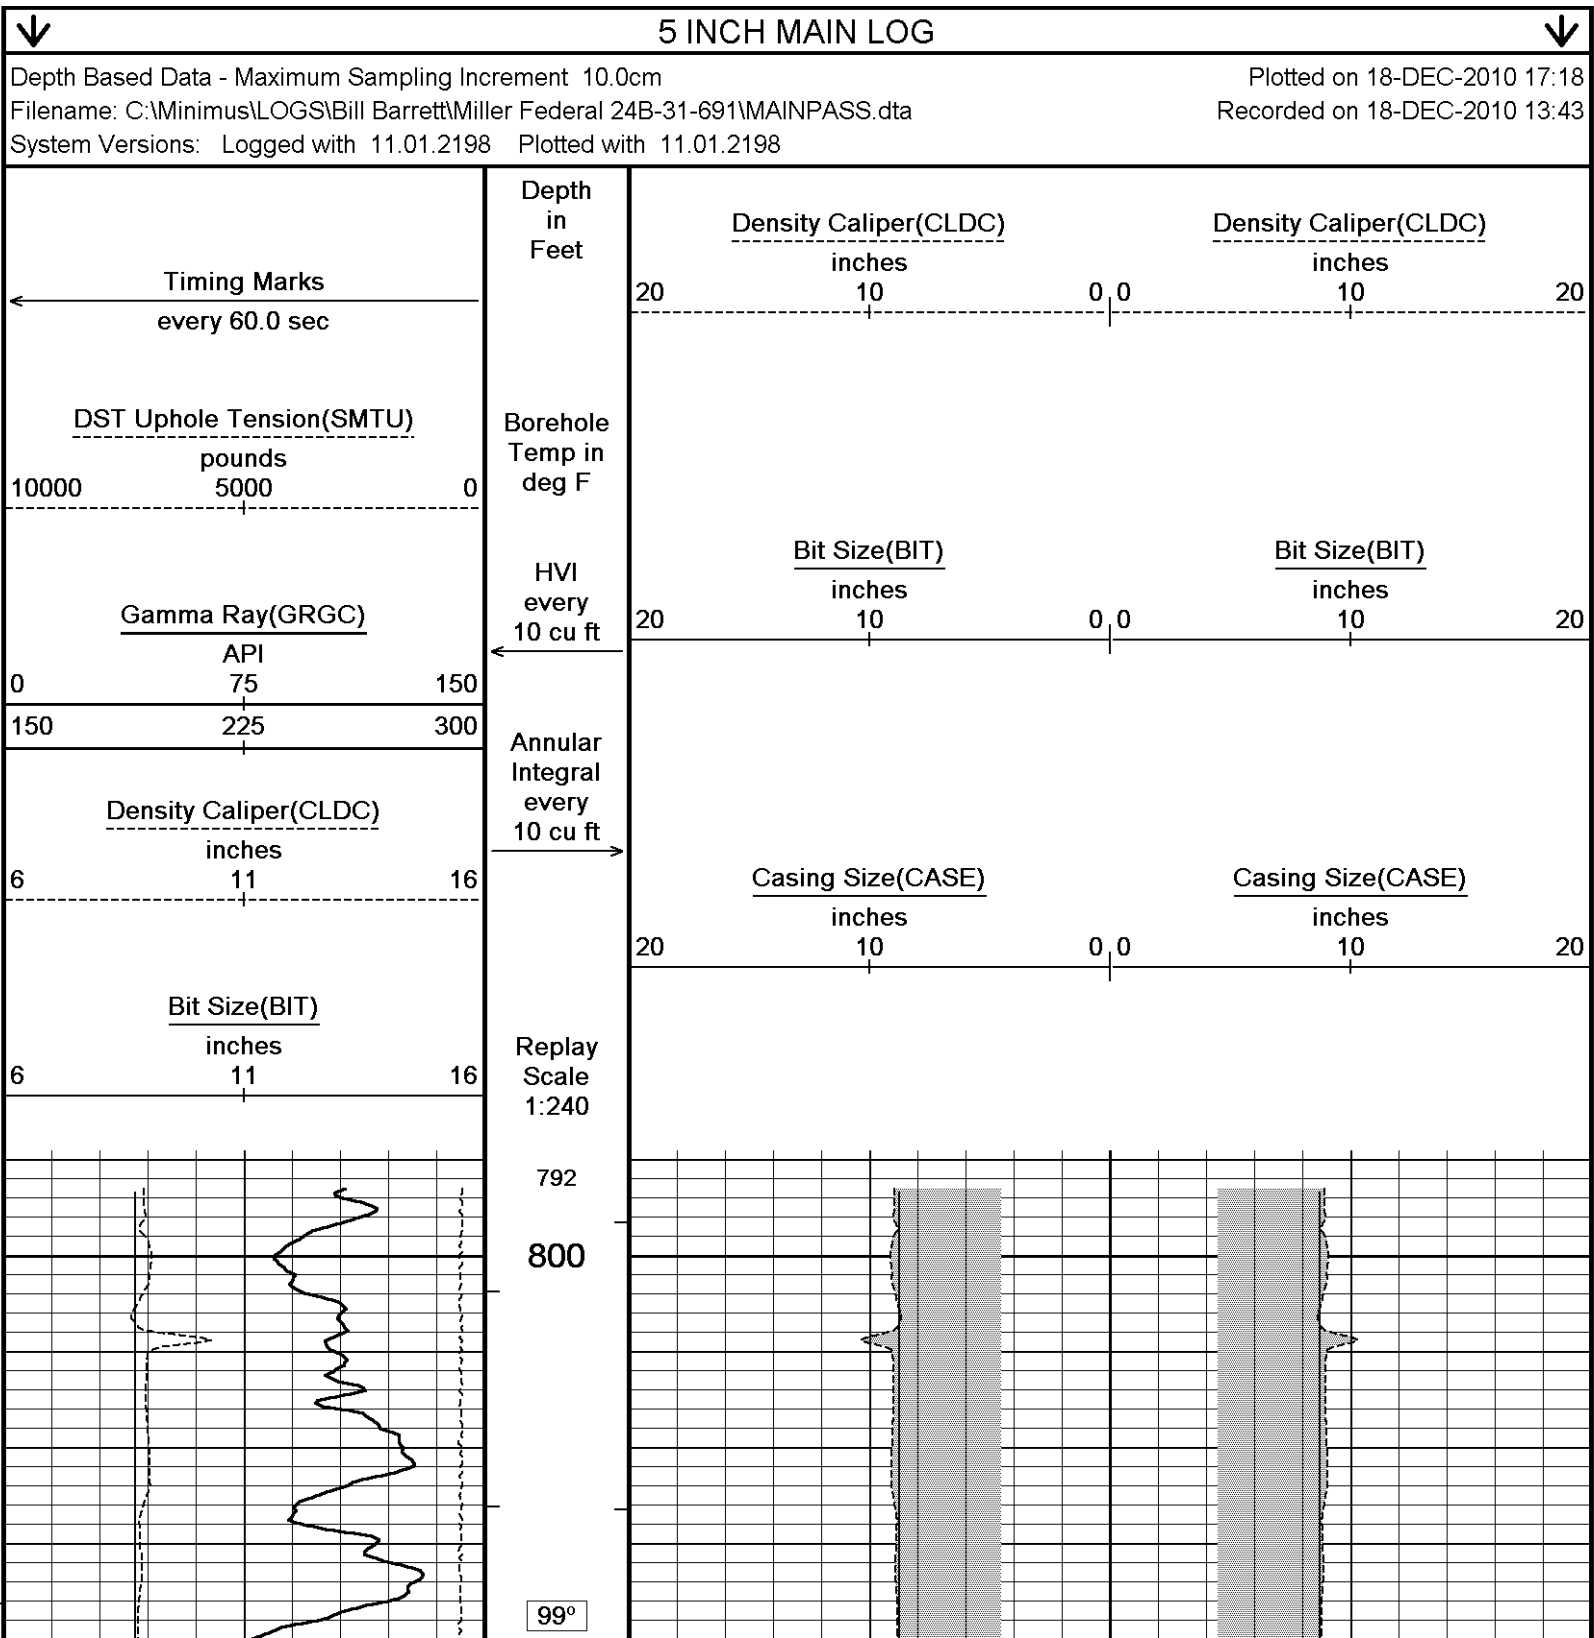 5 INCH MAIN LOG
Depth Based Data - Maximum Sampling Increment 10.0cm
Plotted on 18-DEC-2010 17:18
Filename: C:\Minimus\LOGS\Bill Barrett\Miller Federal 24B-31-691\MAINPASS.dta
Recorded on 18-DEC-2010 13:43
System Versions: Logged with 11.01.2198 Plotted with 11.01.2198
Timing Marks
every 60.0 sec
DST Uphole Tension(SMTU)
pounds
10000 5000 0
Gamma Ray(GRGC)
API
0 75 150
150 225 300
Density Caliper(CLDC)
inches
6 11 16
Bit Size(BIT)
inches
6 11 16
Depth
in
Feet
Borehole
Temp in
deg F
HVI
every
10 cu ft
Annular
Integral
every
10 cu ft
Replay
Scale
1:240
792
800
99°
Density Caliper(CLDC)
inches
20 10 0
Density Caliper(CLDC)
inches
0 10 20
Bit Size(BIT)
inches
20 10 0
Bit Size(BIT)
inches
0 10 20
Casing Size(CASE)
inches
20 10 0
Casing Size(CASE)
inches
0 10 20